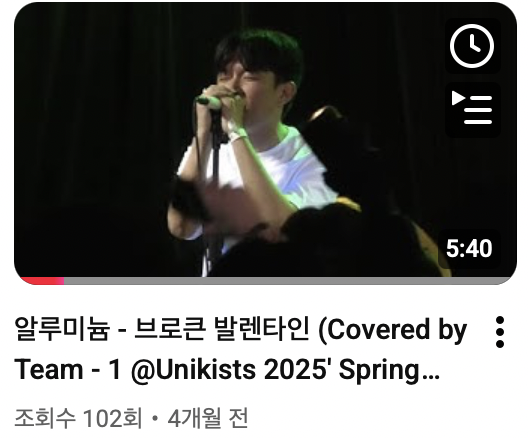 5:40
알루미늄 - 브로큰 발렌타인 (Covered by
Team - 1 @Unikists 2025' Spring...
조회수 102회 • 4개월 전